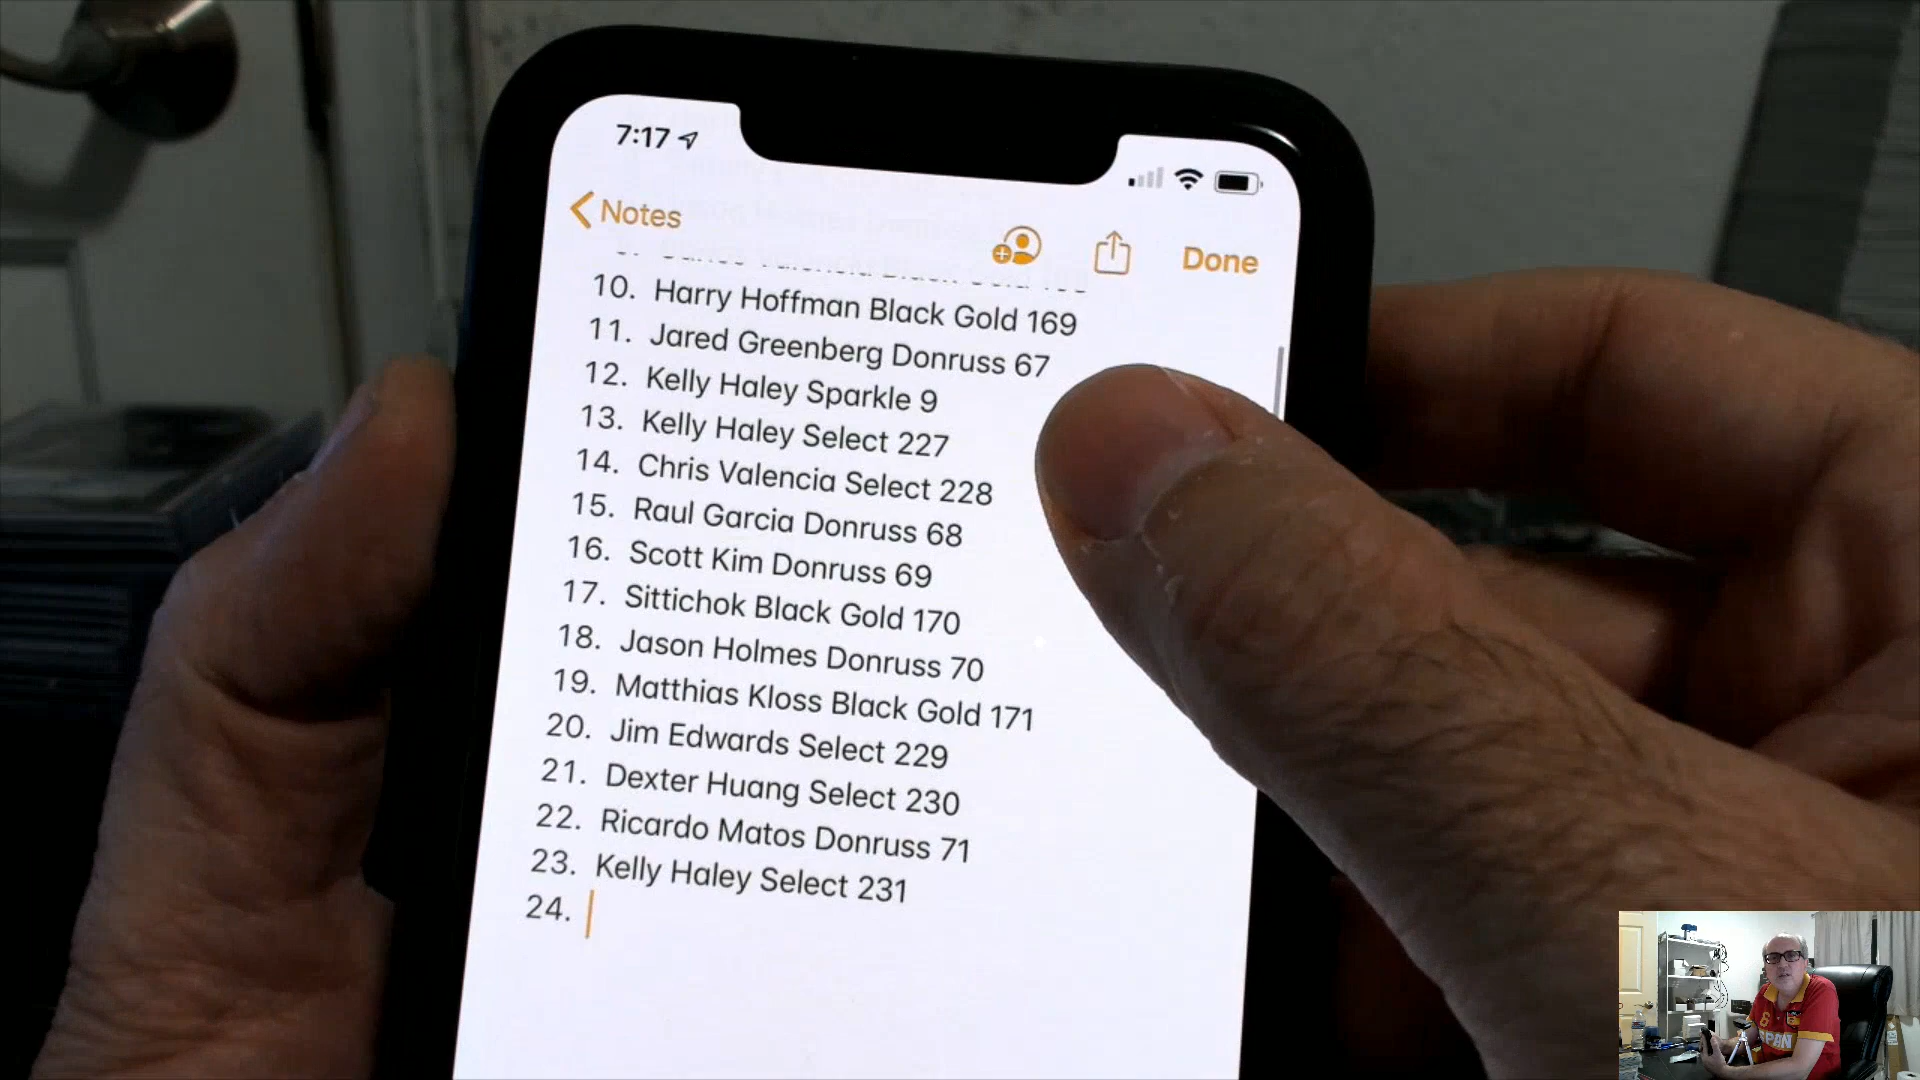 7:17
Notes
Done
10. Harry Hoffman Black Gold 169
11. Jared Greenberg Donruss 67
12. Kelly Haley Sparkle 9
13. Kelly Haley Select 227
14. Chris Valencia Select 228
15. Raul Garcia Donruss 68
16. Scott Kim Donruss 69
17. Sittichok Black Gold 170
18. Jason Holmes Donruss 70
19. Matthias Kloss Black Gold 171
20. Jim Edwards Select 229
21. Dexter Huang Select 230
22. Ricardo Matos Donruss 71
23. Kelly Haley Select 231
24.